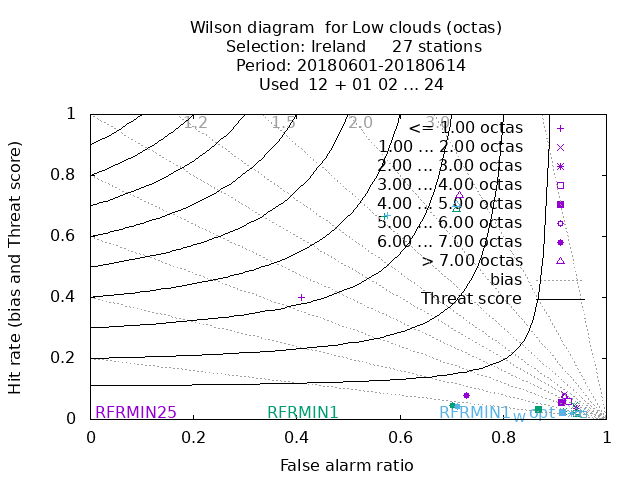 Wilson diagram  for Low clouds (octas)
Selection: Ireland     27 stations
Period: 20180601-20180614
Used  12 + 01 02 ... 24
Hit rate (bias and Threat score)
1
0.8
0.6
0.4
0.2
0
1.2 1.5 2.0 3.0
<= 1.00 octas
1.00 ... 2.00 octas
2.00 ... 3.00 octas
3.00 ... 4.00 octas
4.00 ... 5.00 octas
5.00 ... 6.00 octas
6.00 ... 7.00 octas
> 7.00 octas
bias
Threat score
RFRMIN25 RFRMIN1 RFRMIN1_W opt
0 0.2 0.4 0.6 0.8 1
False alarm ratio